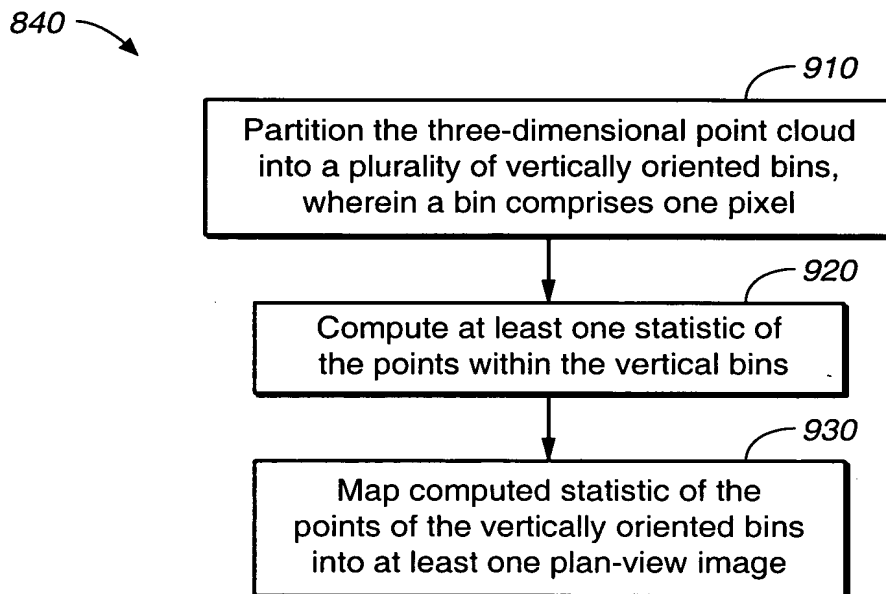 840
910
Partition the three-dimensional point cloud
into a plurality of vertically oriented bins,
wherein a bin comprises one pixel
920
Compute at least one statistic of
the points within the vertical bins
930
Map computed statistic of the
points of the vertically oriented bins
into at least one plan-view image